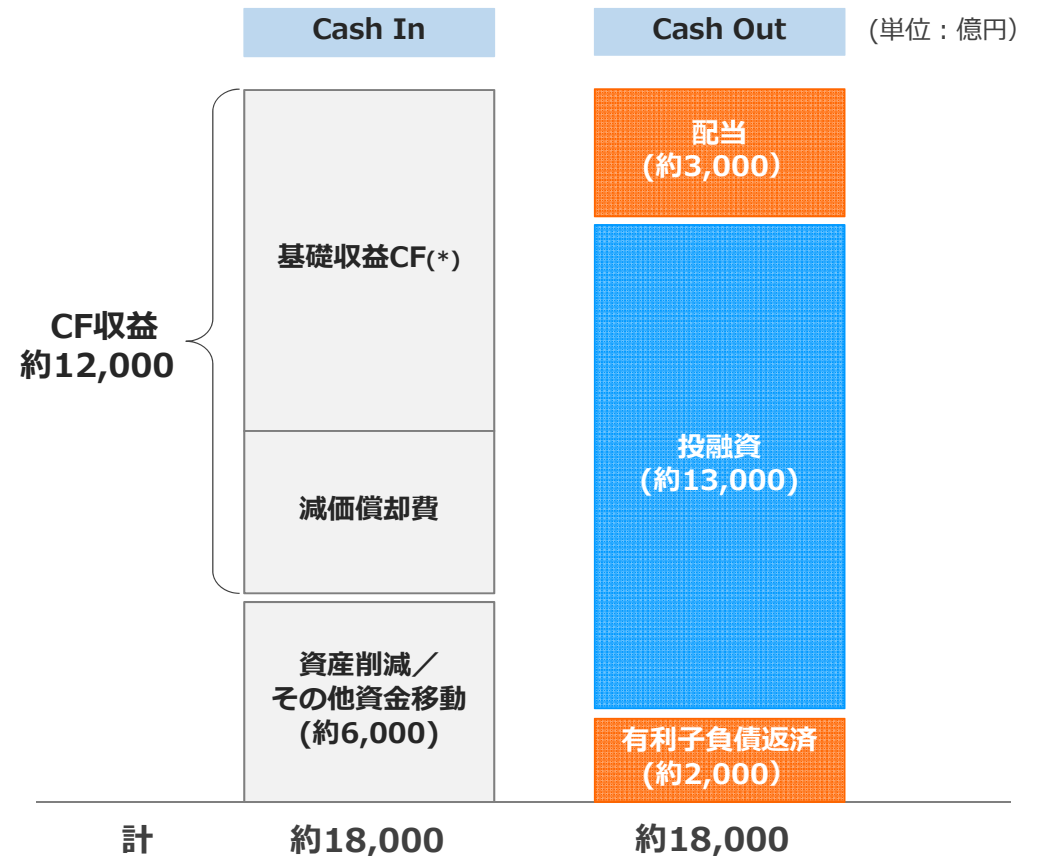 Cash In
Cash Out
(単位：億円）
配当
(約3,000）
基礎収益CF(*)
CF収益
約12,000
投融資
(約13,000)
減価償却費
資産削減／
その他資金移動
(約6,000)
有利子負債返済
(約2,000）
計
約18,000
約18,000